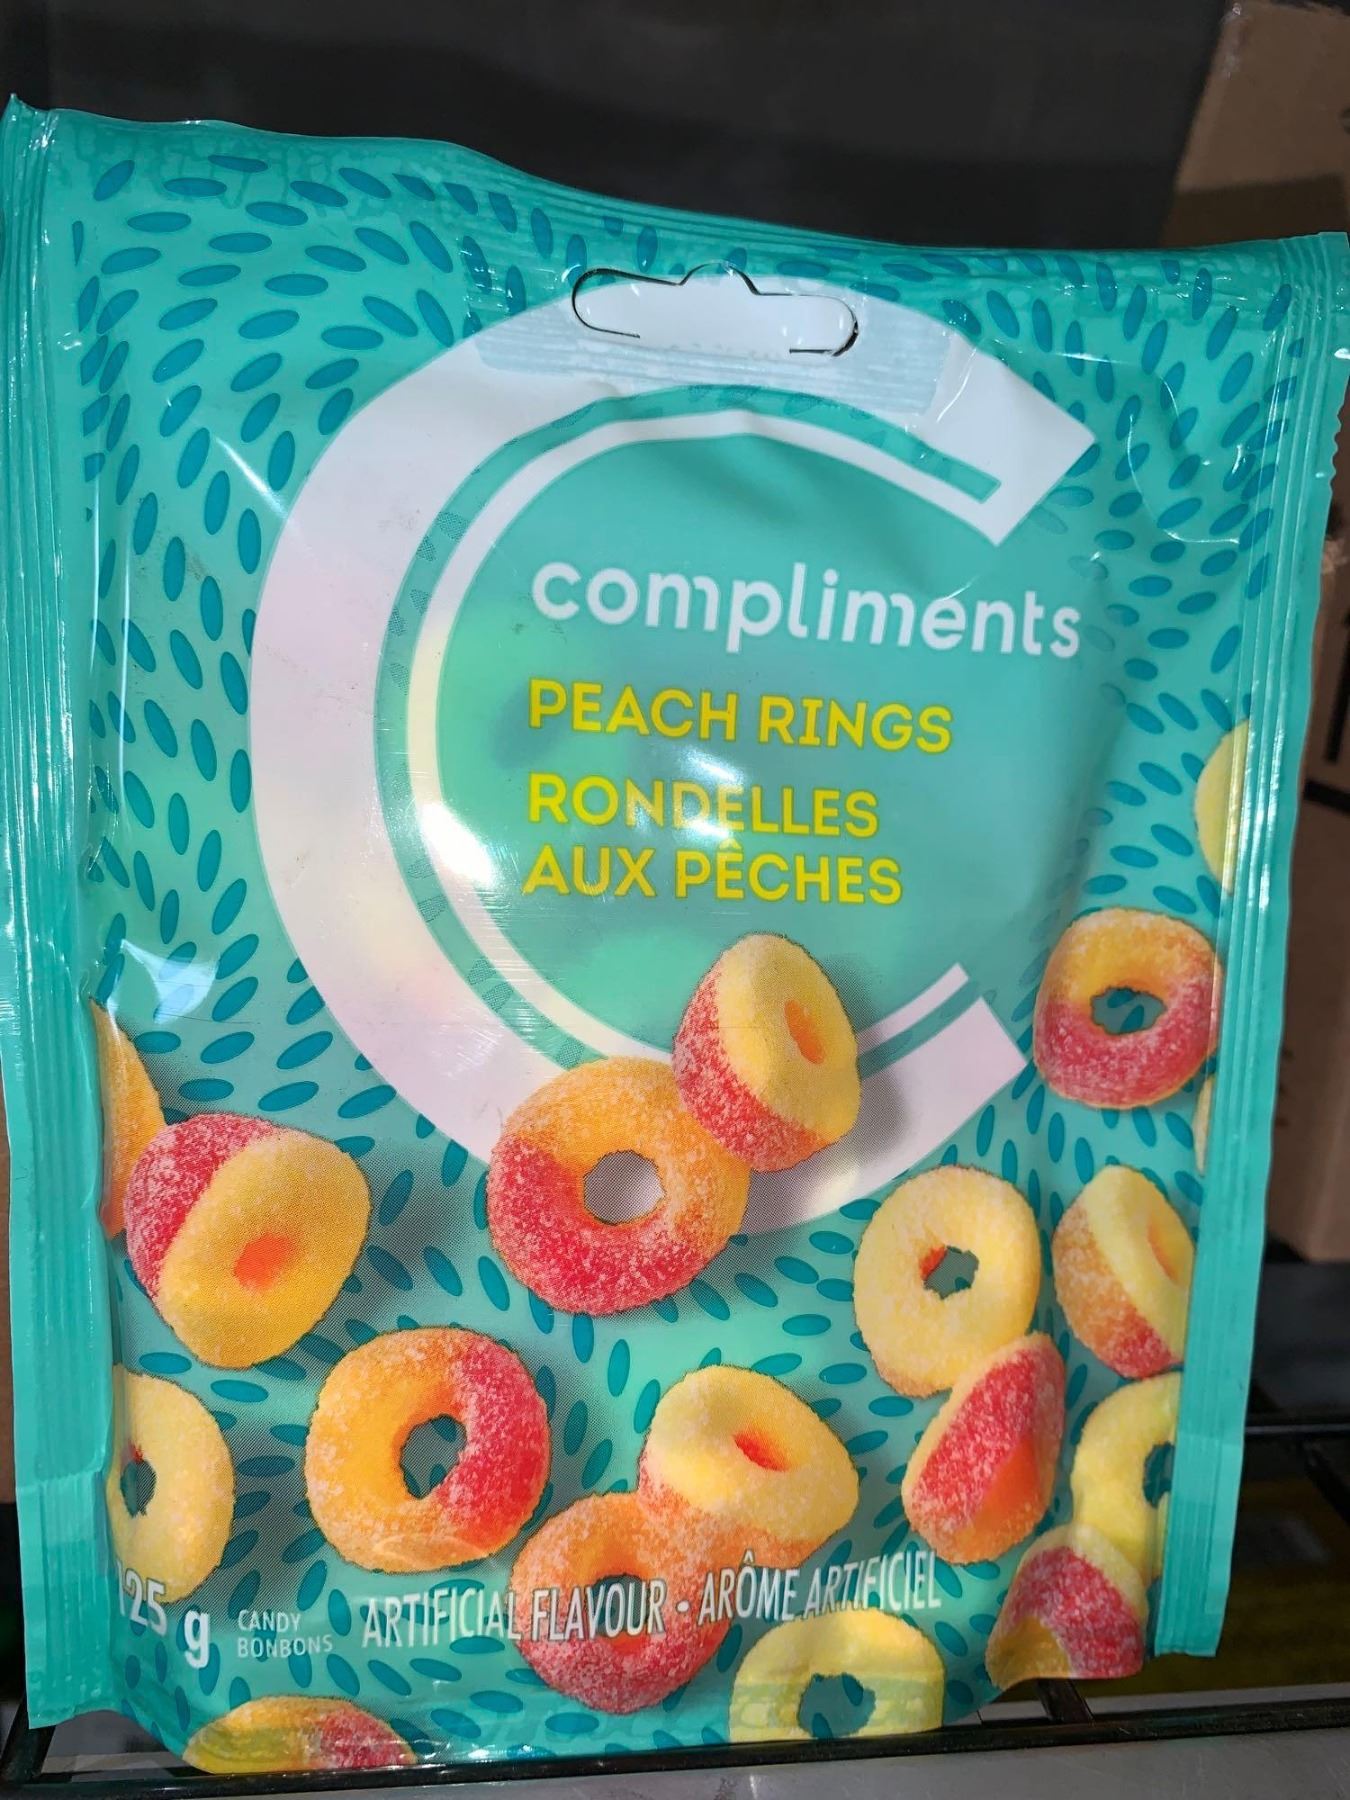 compliments
PEACH RINGS
RONDELLES
AUX PÊCHES
125 g
CANDY
BONBONS
ARTIFICIAL FLAVOUR - ARÔME ARTIFICIEL